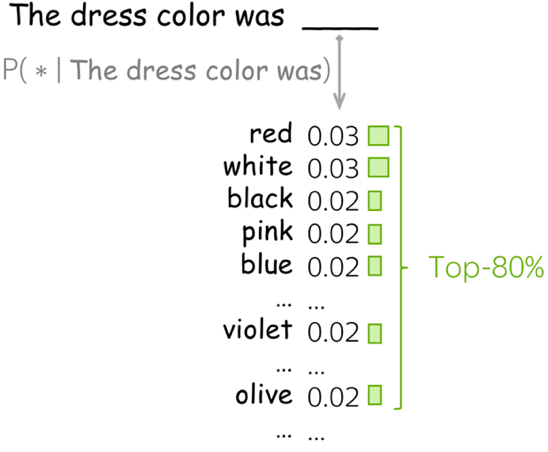 The dress color was _____
P( * | The dress color was)
red 0.03
white 0.03
black 0.02
pink 0.02
blue 0.02
... ...
Top-80%
violet 0.02
... ...
olive 0.02
... ...